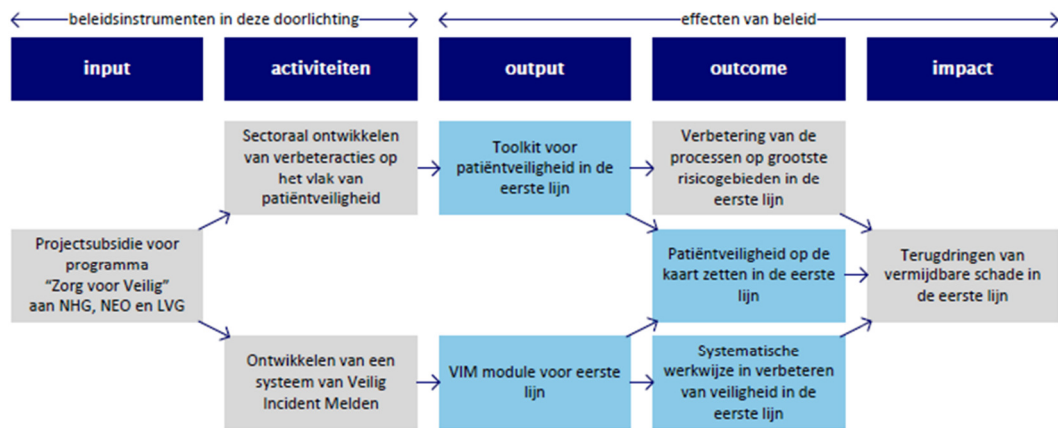 beleidsinstrumenten in deze doorlichting
effecten van beleid
input
activiteiten
output
outcome
impact
Sectoraal ontwikkelen
van verbeteracties op
het vlak van
patiëntveiligheid
Toolkit voor
patiëntveiligheid in de
eerste lijn
Verbetering van de
processen op grootste
risicogebieden in de
eerste lijn
Projectsubsidie voor
programma
“Zorg voor Veilig”
aan NHG, NEO en LVG
Patiëntveiligheid op de
kaart zetten in de eerste
lijn
Terugdringen van
vermijdbare schade in
de eerste lijn
Ontwikkelen van een
systeem van Veilig
Incident Melden
VIM module voor eerste
lijn
Systematische
werkwijze in verbeteren
van veiligheid in de
eerste lijn